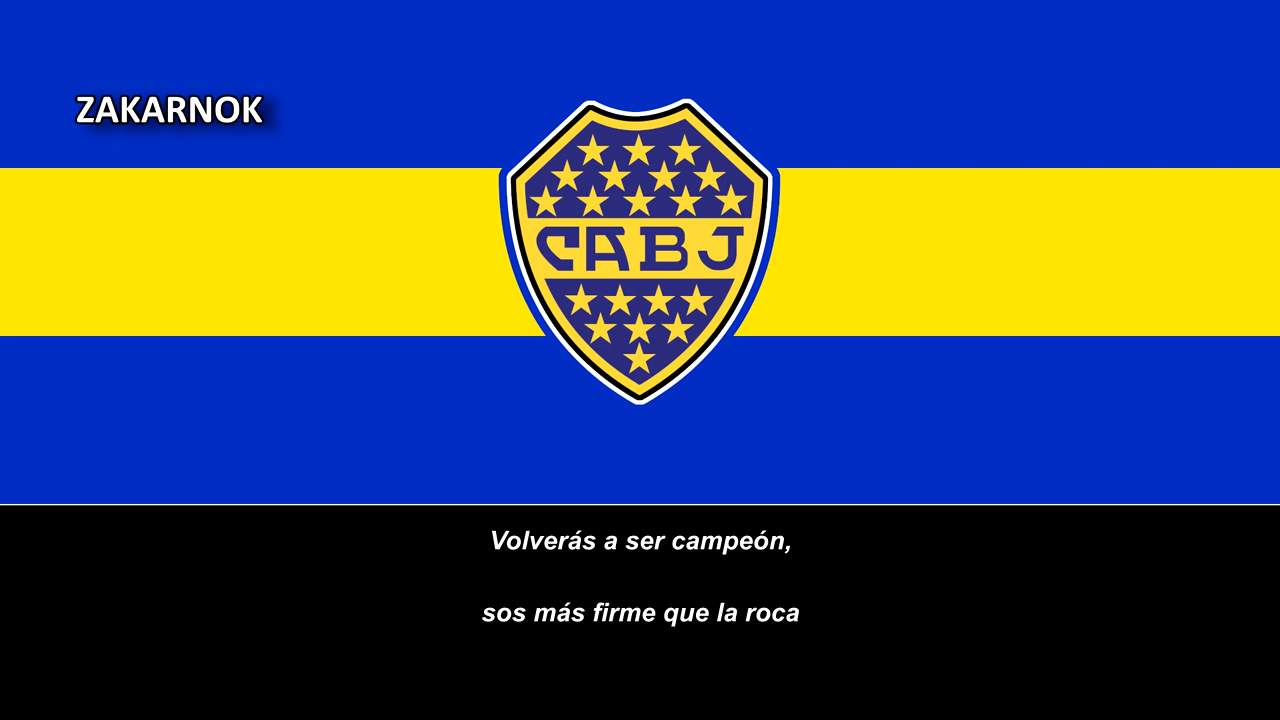 ZAKARNOK
CABJ
Volverás a ser campeón,
sos más firme que la roca